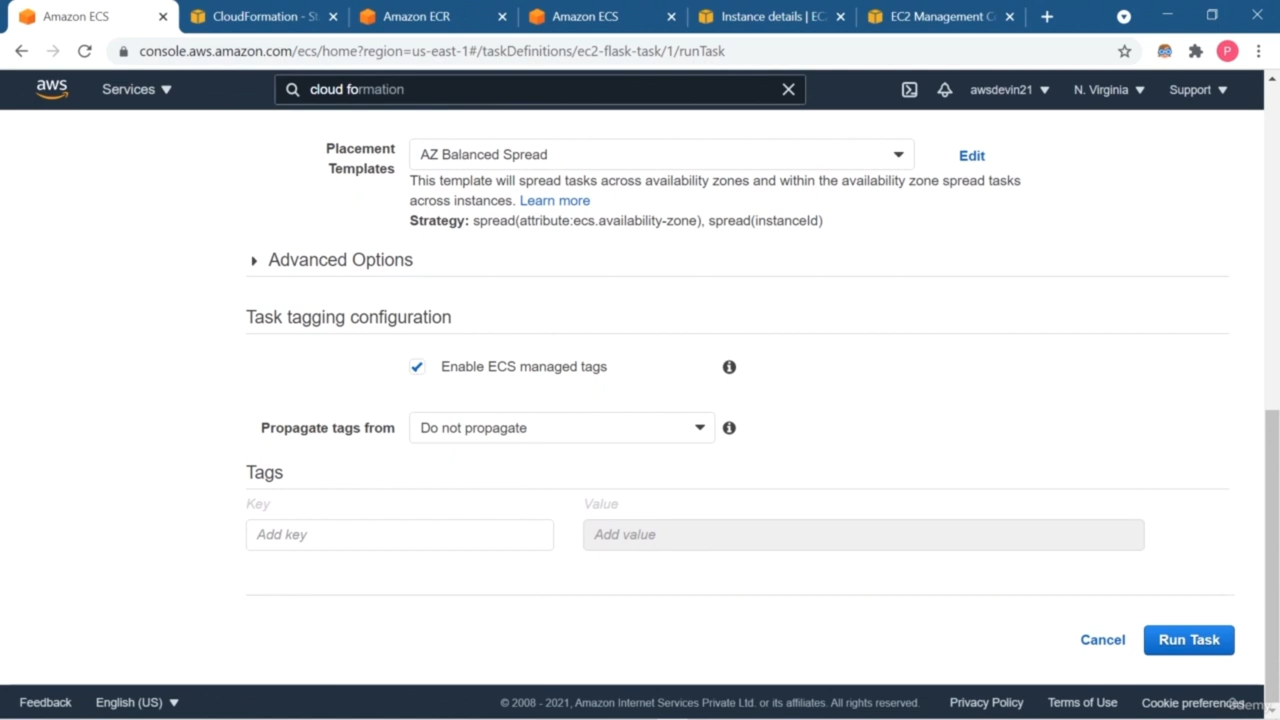 Amazon ECS
CloudFormation - St
Amazon ECR
Amazon ECS
Instance details | EC
EC2 Management Co
console.aws.amazon.com/ecs/home?region=us-east-1#/taskDefinitions/ec2-flask-task/1/runTask
P
aws
Services
cloud formation
awsdevin21
N. Virginia
Support
Placement Templates
AZ Balanced Spread
Edit
This template will spread tasks across availability zones and within the availability zone spread tasks
across instances. Learn more
Strategy: spread(attribute:ecs.availability-zone), spread(instanceId)
Advanced Options
Task tagging configuration
Enable ECS managed tags
Propagate tags from
Do not propagate
Tags
Key
Value
Add key
Add value
Cancel
Run Task
Feedback
English (US)
© 2008 - 2021, Amazon Internet Services Private Ltd. or its affiliates. All rights reserved.
Privacy Policy
Terms of Use
Cookie preferences